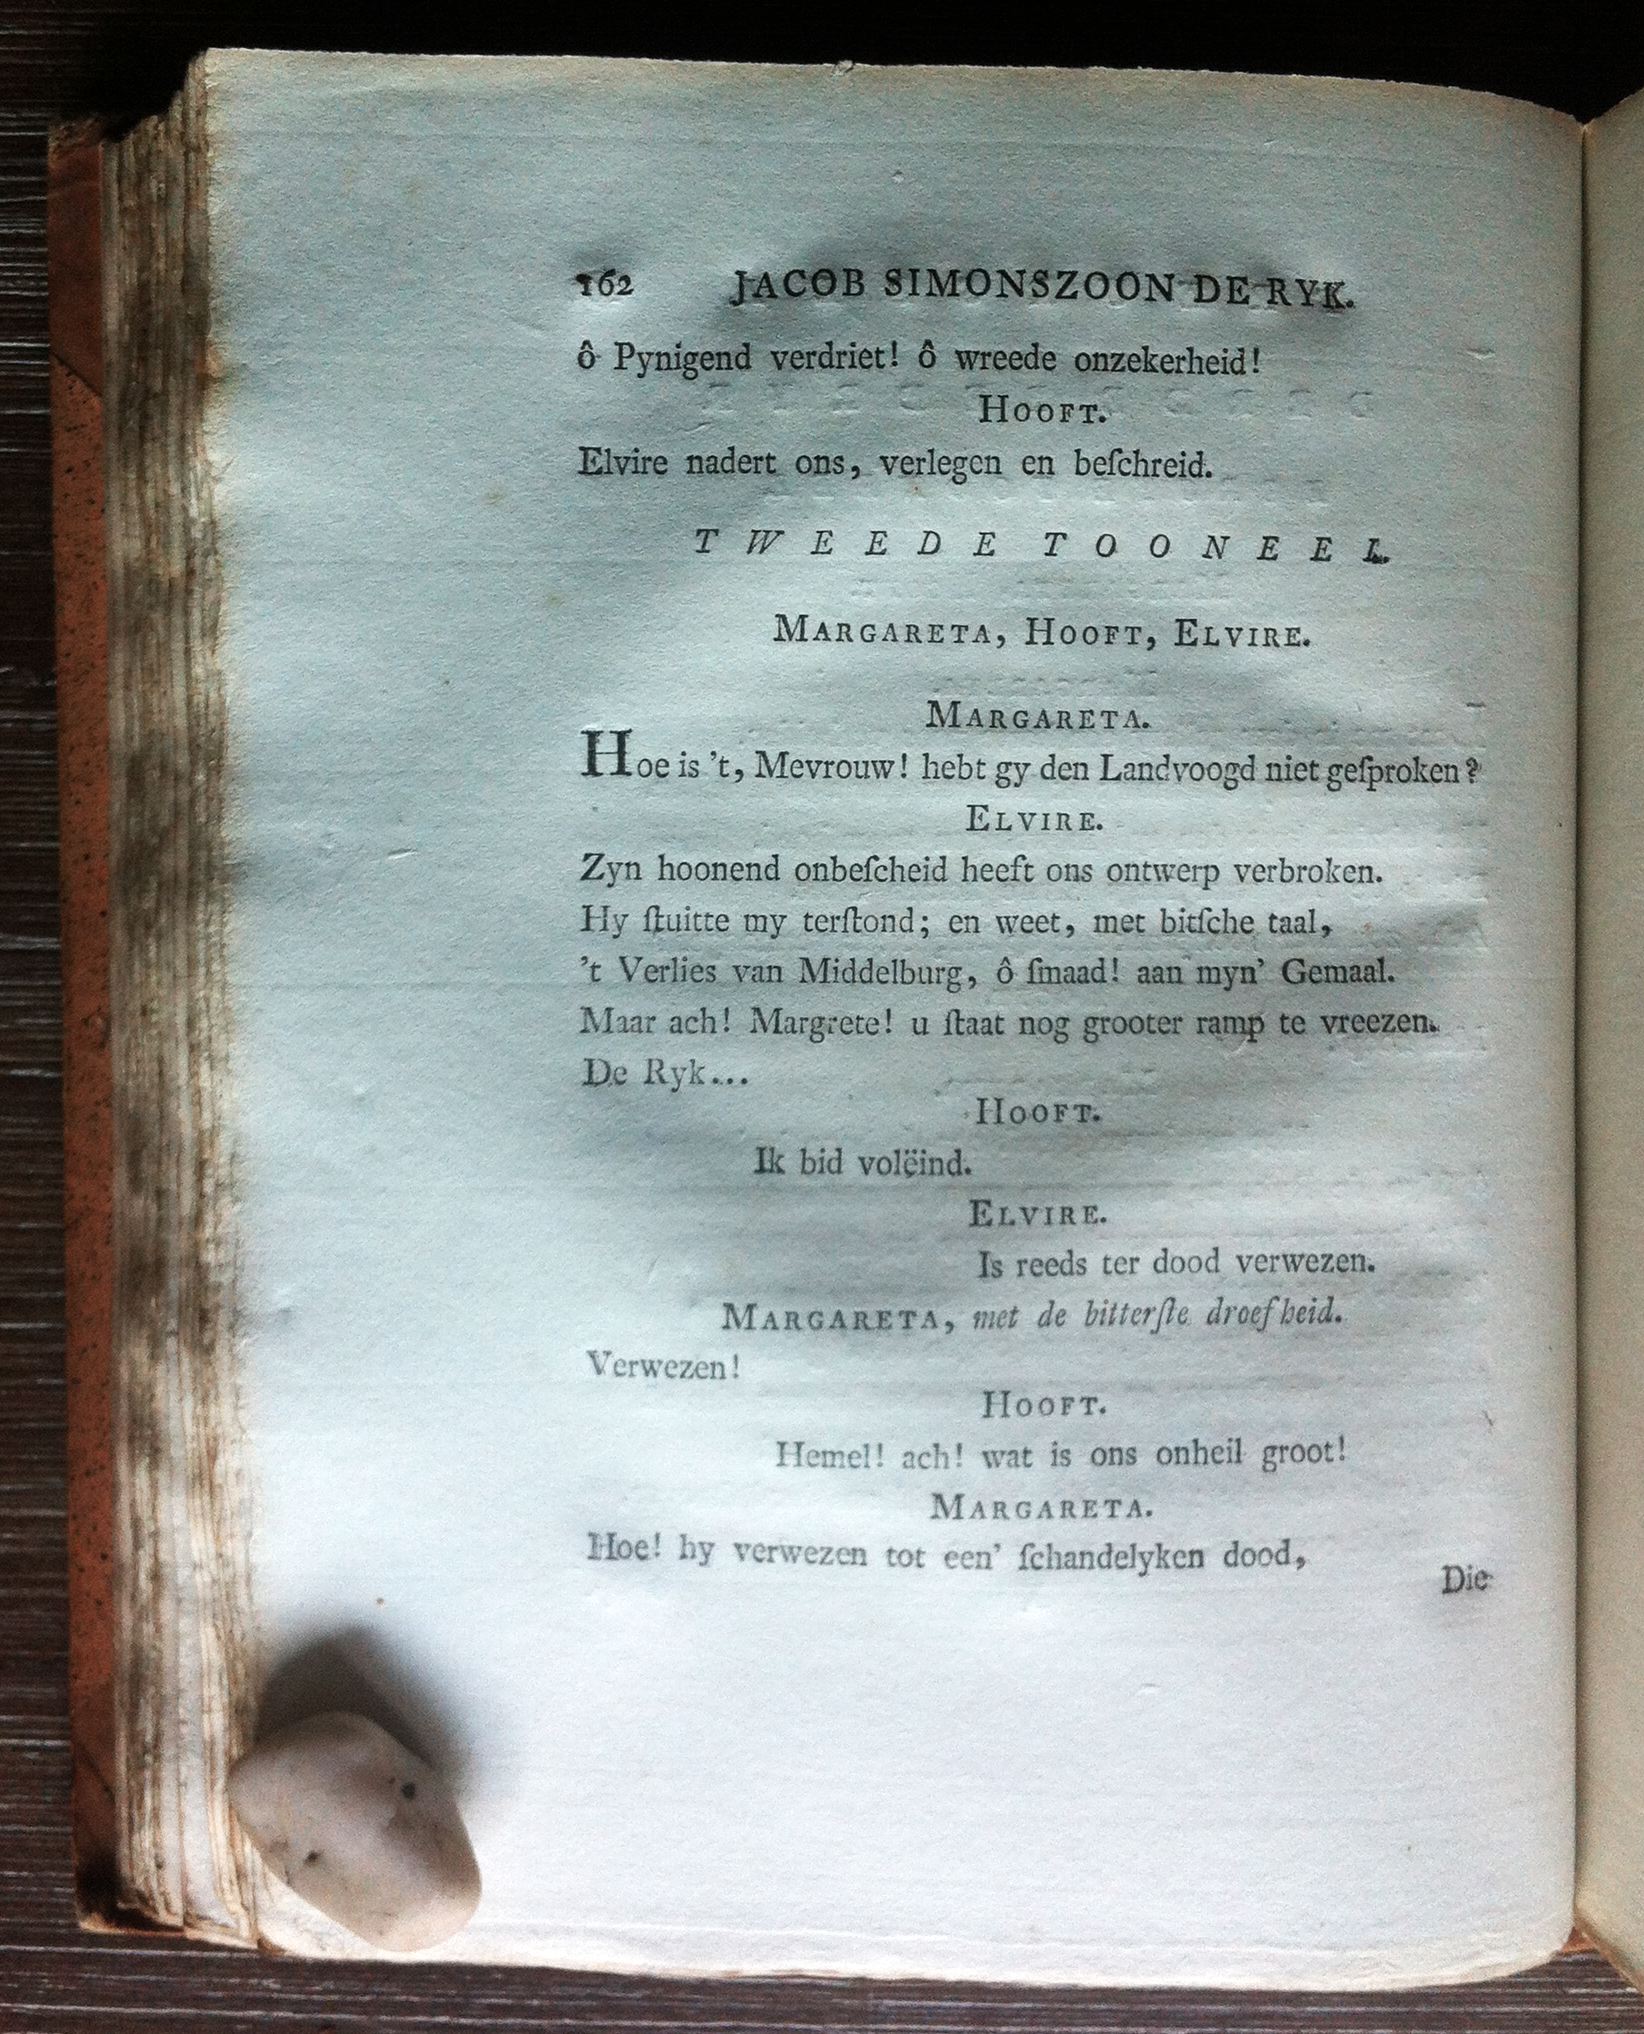 162 JACOB SIMONSZOON DE RYK.
ô Pynigend verdriet! ô wreede onzekerheid!
HOOFT.
Elvire nadert ons, verlegen en beſchreid.
TWEEDE TOONEEL.
MARGARETA, HOOFT, ELVIRE.
MARGARETA.
Hoe is 't, Mevrouw! hebt gy den Landvoogd niet geſproken?
ELVIRE.
Zyn hoonend onbeſcheid heeft ons ontwerp verbroken.
Hy ſtuitte my terſtond; en weet, met bitſche taal,
't Verlies van Middelburg, ô ſmaad! aan myn' Gemaal.
Maar ach! Margrete! u ſtaat nog grooter ramp te vreezen.
De Ryk...
HOOFT.
Ik bid volëind.
ELVIRE.
Is reeds ter dood verwezen.
MARGARETA, met de bitterſte droefheid.
Verwezen!
HOOFT.
Hemel! ach! wat is ons onheil groot!
MARGARETA.
Hoe! hy verwezen tot een' ſchandelyken dood,
Die